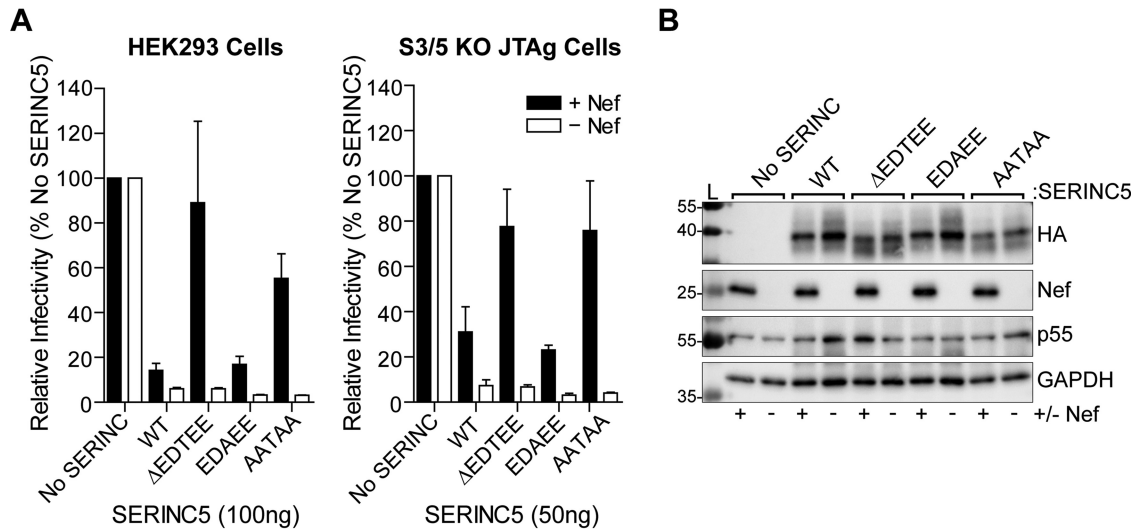 A
HEK293 Cells
Relative Infectivity (% No SERINC5)
140
120
100
80
60
40
20
0
No SERINC
WT
ΔEDTEE
EDAEE
AATAA
SERINC5 (100ng)
S3/5 KO JTAg Cells
+ Nef
− Nef
Relative Infectivity (% No SERINC5)
140
120
100
80
60
40
20
0
No SERINC
WT
ΔEDTEE
EDAEE
AATAA
SERINC5 (50ng)
B
L
No SERINC
WT
ΔEDTEE
EDAEE
AATAA
:SERINC5
55
40
HA
25
Nef
55
p55
35
GAPDH
+ - + - + - + - + - +/- Nef